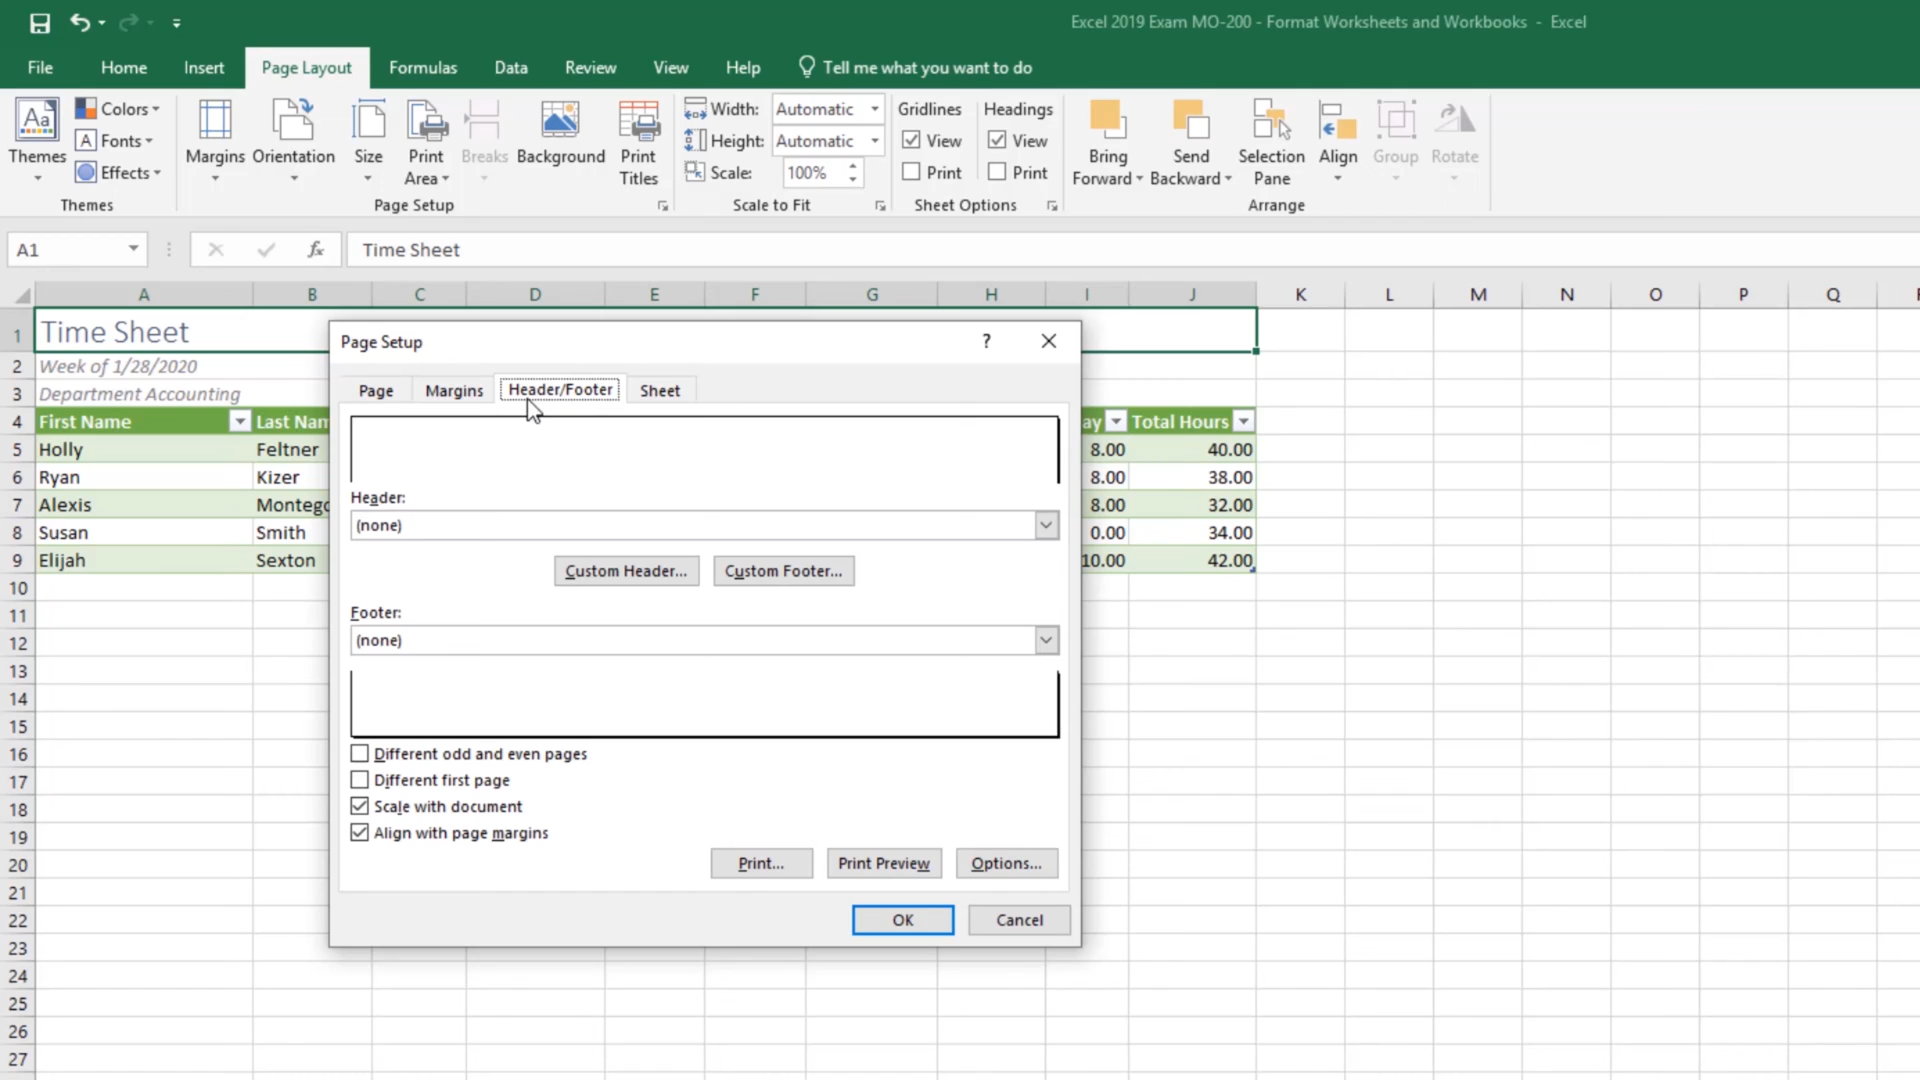 Excel 2019 Exam MO-200 - Format Worksheets and Workbooks - Excel
File Home Insert Page Layout Formulas Data Review View Help Tell me what you want to do
Aa Themes
Colors
A Fonts
Effects
Themes
Margins Orientation Size Print Area Breaks Background Print Titles
Page Setup
Width: Automatic
Height: Automatic
Scale: 100%
Scale to Fit
Gridlines Headings
View View
Print Print
Sheet Options
Bring Forward Send Backward Selection Pane Align Group Rotate
Arrange
A1 fx Time Sheet
A B C D E F G H I J K L M N O P Q
1 Time Sheet
2 Week of 1/28/2020
3 Department Accounting
4 First Name Last Nam ay Total Hours
5 Holly Feltner 8.00 40.00
6 Ryan Kizer 8.00 38.00
7 Alexis Montego 8.00 32.00
8 Susan Smith 0.00 34.00
9 Elijah Sexton 10.00 42.00
10
11
12
13
14
15
16
17
18
19
20
21
22
23
24
25
26
27
Page Setup ?
Page Margins Header/Footer Sheet
Header:
(none)
Custom Header... Custom Footer...
Footer:
(none)
Different odd and even pages
Different first page
Scale with document
Align with page margins
Print... Print Preview Options...
OK Cancel